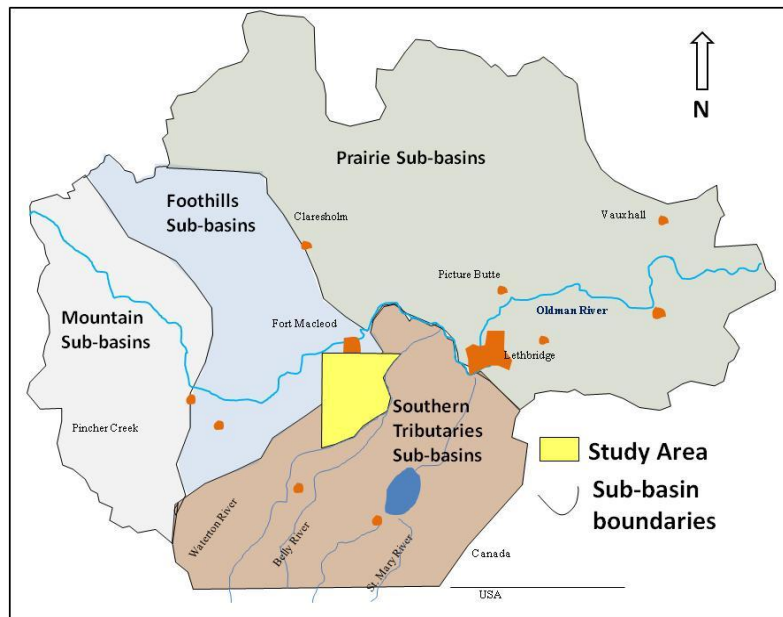 N
Prairie Sub-basins
Foothills
Sub-basins
Claresholm
Vauxhall
Picture Butte
Oldman River
Mountain
Sub-basins
Fort Macleod
Lethbridge
Pincher Creek
Southern
Tributaries
Sub-basins
Study Area
Sub-basin
boundaries
Waterton River
Belly River
St. Mary River
Canada
USA